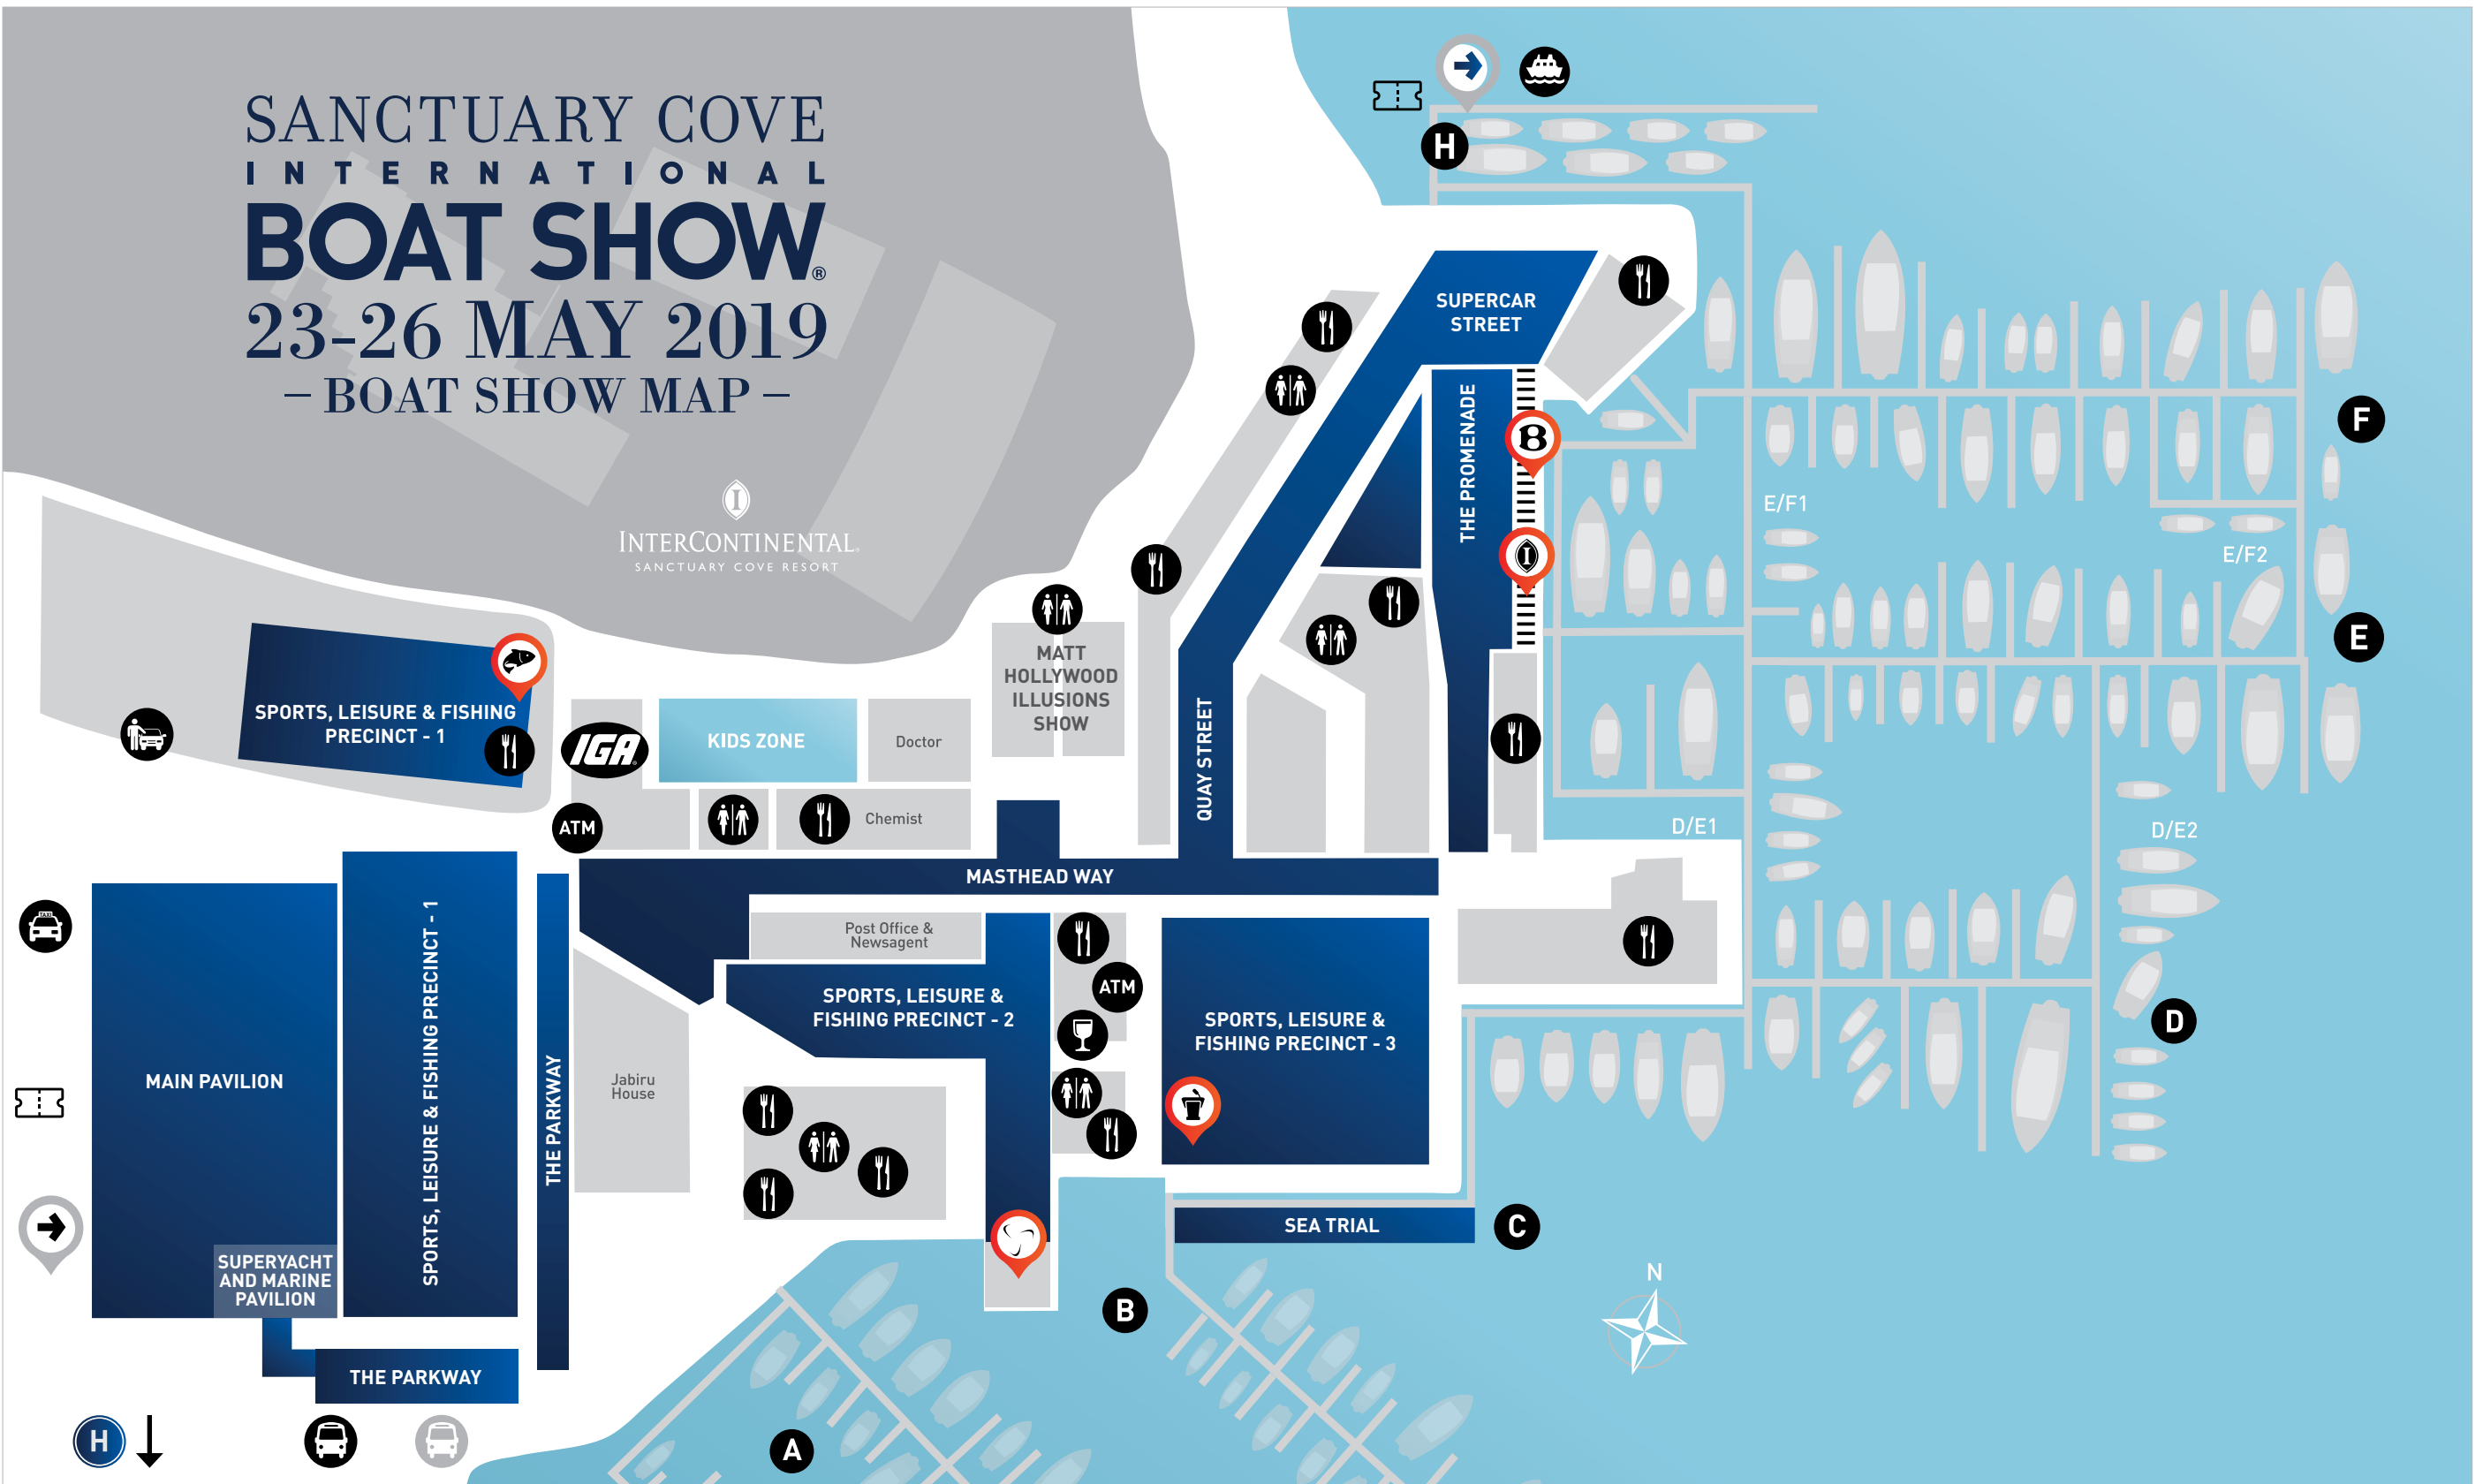 SANCTUARY COVE
INTERNATIONAL
BOAT SHOW®
23-26 MAY 2019
– BOAT SHOW MAP –
I
INTERCONTINENTAL®
SANCTUARY COVE RESORT
H
SUPERCAR
STREET
THE PROMENADE
B
I
F
E/F1
E/F2
E
MATT
HOLLYWOOD
ILLUSIONS
SHOW
QUAY STREET
SPORTS, LEISURE & FISHING
PRECINCT - 1
IGA
KIDS ZONE
Doctor
ATM
Chemist
D/E1
D/E2
MASTHEAD WAY
TAXI
MAIN PAVILION
SPORTS, LEISURE & FISHING PRECINCT - 1
THE PARKWAY
Post Office &
Newsagent
SPORTS, LEISURE &
FISHING PRECINCT - 2
ATM
SPORTS, LEISURE &
FISHING PRECINCT - 3
D
Jabiru
House
SUPERYACHT
AND MARINE
PAVILION
SEA TRIAL
C
B
N
THE PARKWAY
H
A